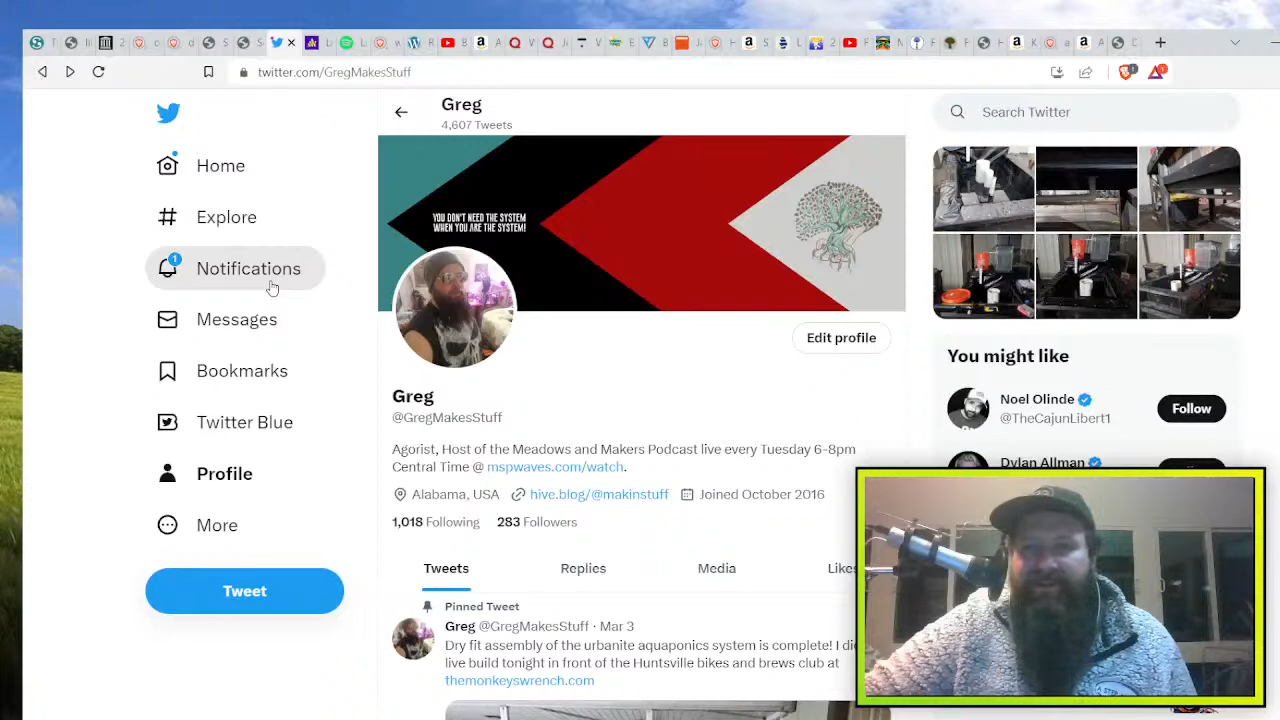 twitter.com/GregMakesStuff
Greg
4,607 Tweets
Search Twitter
Home
Explore
1
Notifications
Messages
Bookmarks
Twitter Blue
Profile
More
Tweet
YOU DON'T NEED THE SYSTEM
WHEN YOU ARE THE SYSTEM!
Edit profile
Greg
@GregMakesStuff
Agorist, Host of the Meadows and Makers Podcast live every Tuesday 6-8pm
Central Time @ mspwaves.com/watch.
Alabama, USA hive.blog/@makinstuff Joined October 2016
1,018 Following 283 Followers
Tweets Replies Media Likes
Pinned Tweet
Greg @GregMakesStuff · Mar 3
Dry fit assembly of the urbanite aquaponics system is complete! I did
live build tonight in front of the Huntsville bikes and brews club at
themonkeyswrench.com
You might like
Noel Olinde
@TheCajunLibert1
Follow
Dylan Allman